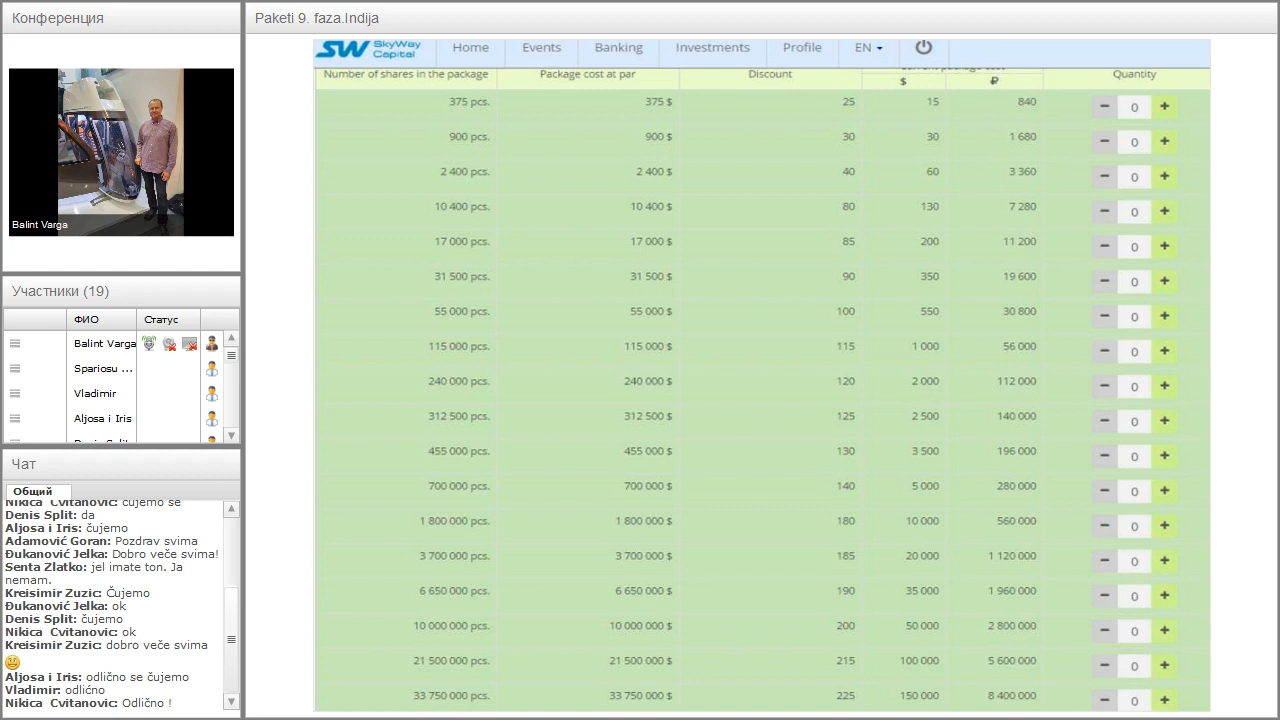 Конференция
Balint Varga
Участники (19)
ФИО Статус
Balint Varga
Spariosu ...
Vladimir
Aljosa i Iris
Чат
Общий
Nikica Cvitanovic: čujemo se
Denis Split: da
Aljosa i Iris: čujemo
Adamović Goran: Pozdrav svima
Đukanović Jelka: Dobro veče svima!
Senta Zlatko: jel imate ton. Ja
nemam.
Kreisimir Zuzic: Čujemo
Đukanović Jelka: ok
Denis Split: čujemo
Nikica Cvitanovic: ok
Kreisimir Zuzic: dobro veče svima
Aljosa i Iris: odlično se čujemo
Vladimir: odlićno
Nikica Cvitanovic: Odlično !
Paketi 9. faza.Indija
SW SkyWay
Capital
Home Events Banking Investments Profile EN
Number of shares in the package Package cost at par Discount $ ₽ Quantity
375 pcs. 375 $ 25 15 840 − 0 +
900 pcs. 900 $ 30 30 1 680 − 0 +
2 400 pcs. 2 400 $ 40 60 3 360 − 0 +
10 400 pcs. 10 400 $ 80 130 7 280 − 0 +
17 000 pcs. 17 000 $ 85 200 11 200 − 0 +
31 500 pcs. 31 500 $ 90 350 19 600 − 0 +
55 000 pcs. 55 000 $ 100 550 30 800 − 0 +
115 000 pcs. 115 000 $ 115 1 000 56 000 − 0 +
240 000 pcs. 240 000 $ 120 2 000 112 000 − 0 +
312 500 pcs. 312 500 $ 125 2 500 140 000 − 0 +
455 000 pcs. 455 000 $ 130 3 500 196 000 − 0 +
700 000 pcs. 700 000 $ 140 5 000 280 000 − 0 +
1 800 000 pcs. 1 800 000 $ 180 10 000 560 000 − 0 +
3 700 000 pcs. 3 700 000 $ 185 20 000 1 120 000 − 0 +
6 650 000 pcs. 6 650 000 $ 190 35 000 1 960 000 − 0 +
10 000 000 pcs. 10 000 000 $ 200 50 000 2 800 000 − 0 +
21 500 000 pcs. 21 500 000 $ 215 100 000 5 600 000 − 0 +
33 750 000 pcs. 33 750 000 $ 225 150 000 8 400 000 − 0 +